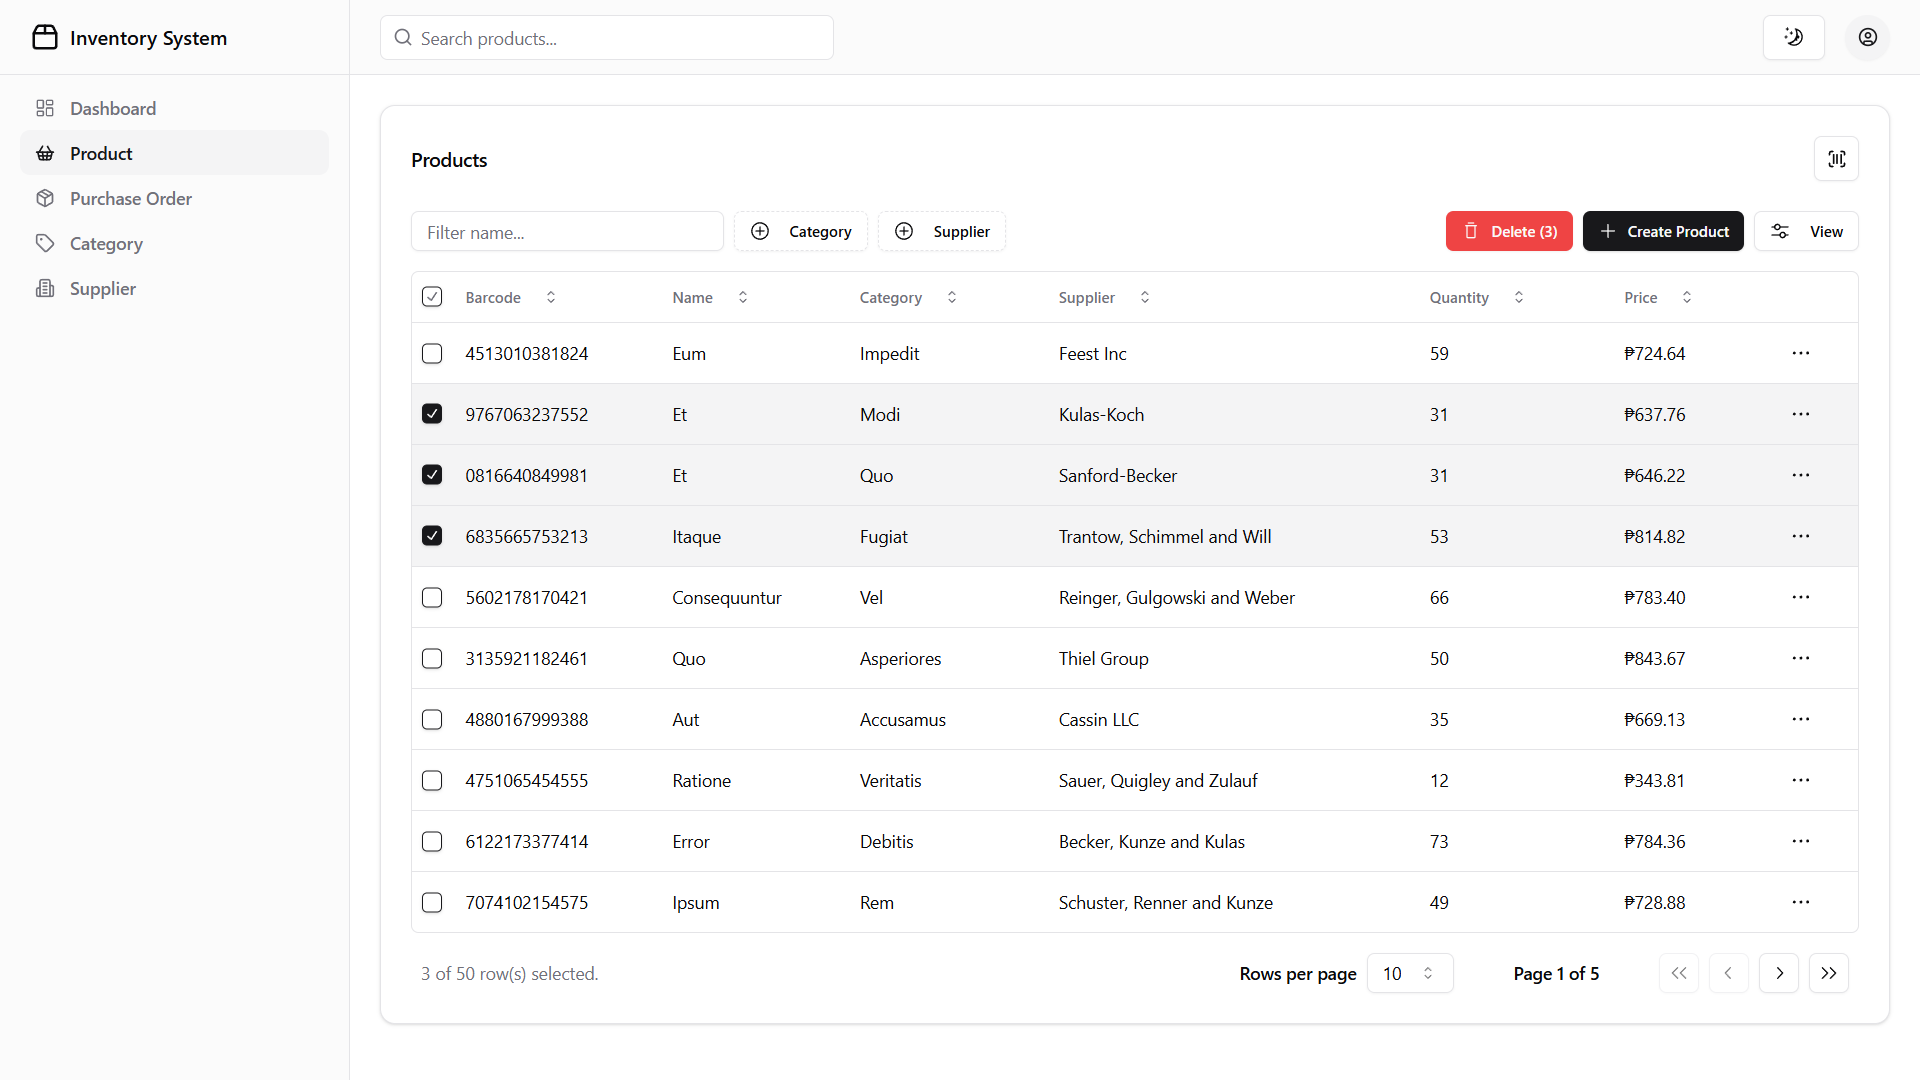 Inventory System
Search products...
Dashboard
Product
Purchase Order
Category
Supplier
Products
Filter name...
Category
Supplier
Delete (3)
Create Product
View
Barcode Name Category Supplier Quantity Price
4513010381824 Eum Impedit Feest Inc 59 ₱724.64
9767063237552 Et Modi Kulas-Koch 31 ₱637.76
0816640849981 Et Quo Sanford-Becker 31 ₱646.22
6835665753213 Itaque Fugiat Trantow, Schimmel and Will 53 ₱814.82
5602178170421 Consequuntur Vel Reinger, Gulgowski and Weber 66 ₱783.40
3135921182461 Quo Asperiores Thiel Group 50 ₱843.67
4880167999388 Aut Accusamus Cassin LLC 35 ₱669.13
4751065454555 Ratione Veritatis Sauer, Quigley and Zulauf 12 ₱343.81
6122173377414 Error Debitis Becker, Kunze and Kulas 73 ₱784.36
7074102154575 Ipsum Rem Schuster, Renner and Kunze 49 ₱728.88
3 of 50 row(s) selected.
Rows per page 10
Page 1 of 5